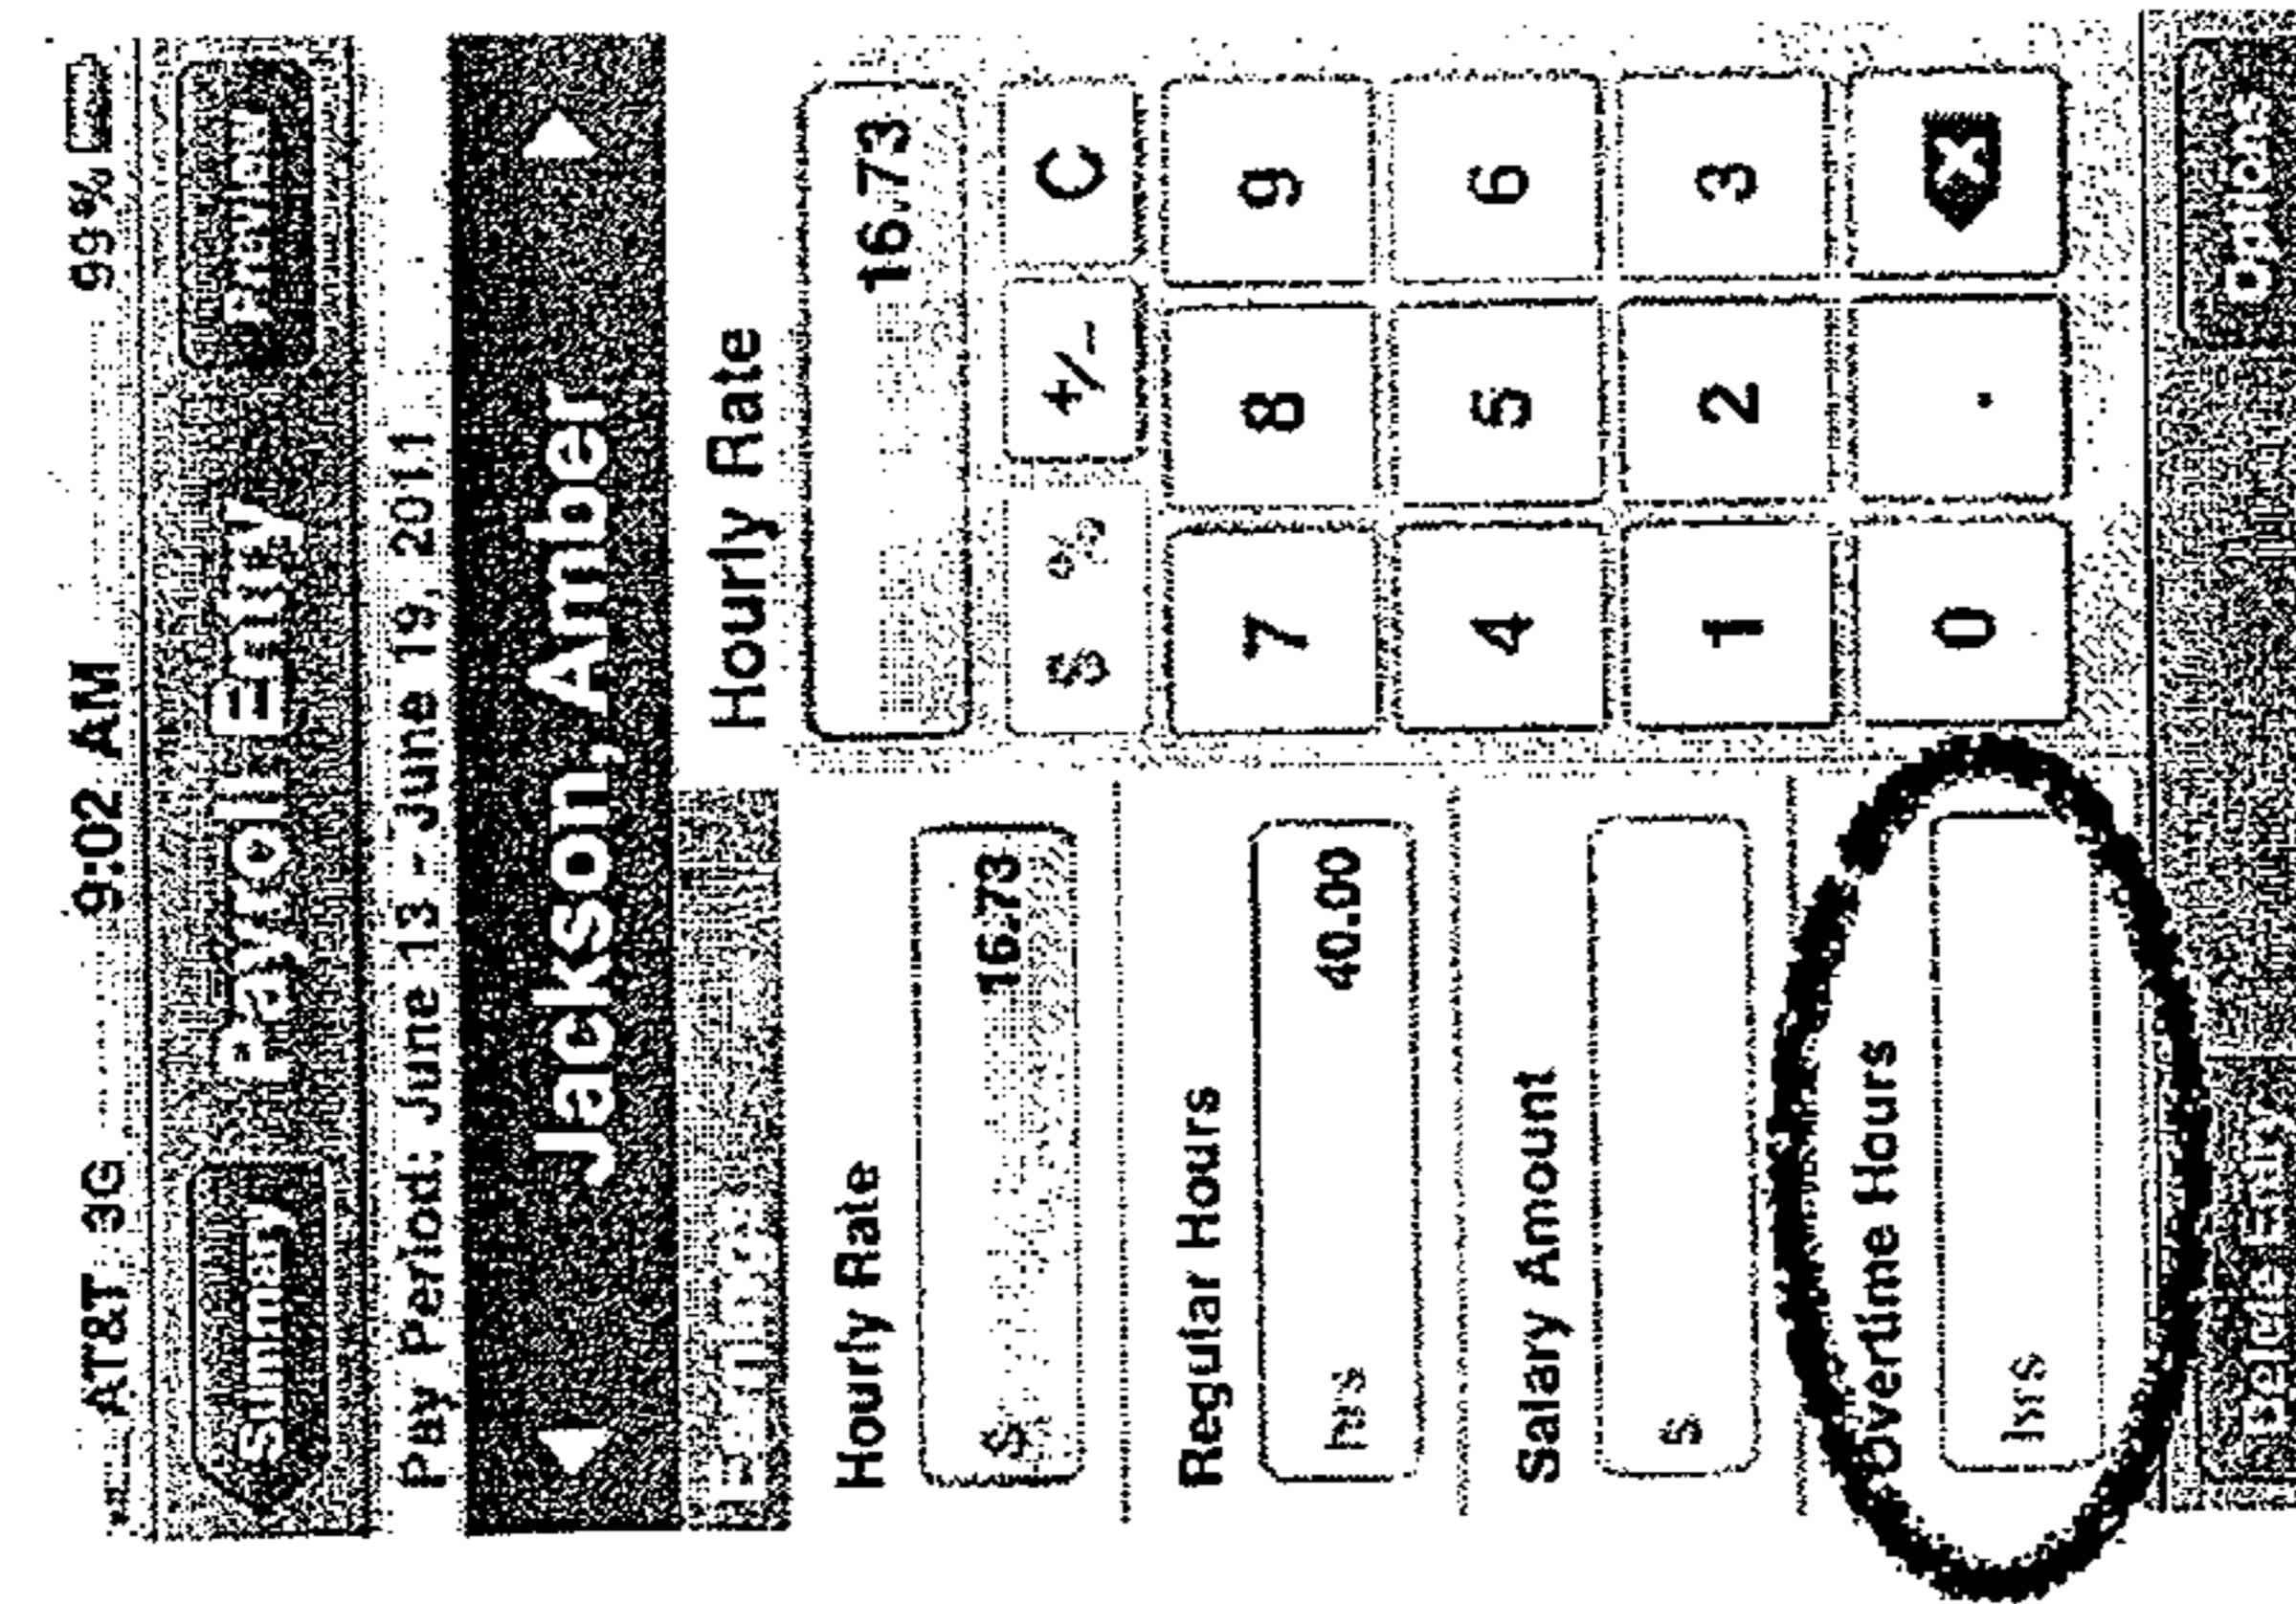 AT&T 3G 9:02 AM 99%
Summary Payroll Entry Preview
Pay Period: June 13 - June 19, 2011
Jackson, Amber
Earnings
Hourly Rate
$ 16.73
Regular Hours
hrs 40.00
Salary Amount
$
Overtime Hours
hrs
Hourly Rate
16.73
$ % +/- C
7 8 9
4 5 6
1 2 3
0 .
Options